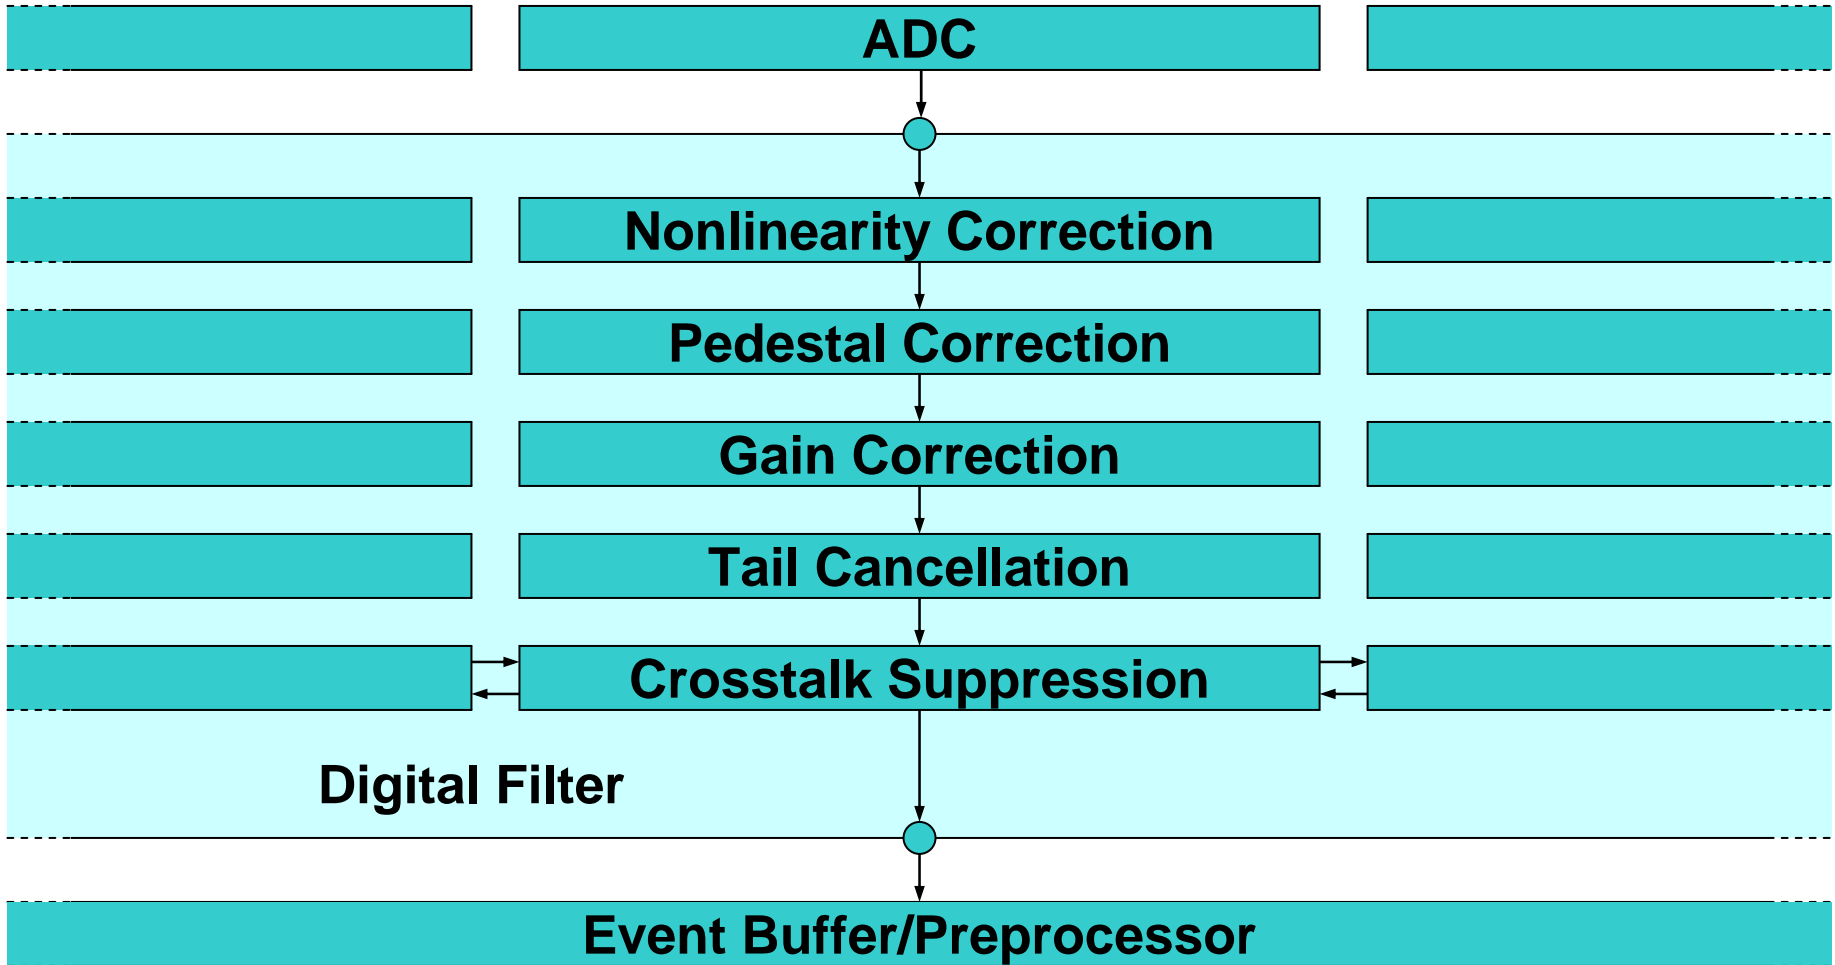 ADC
Nonlinearity Correction
Pedestal Correction
Gain Correction
Tail Cancellation
Crosstalk Suppression
Digital Filter
Event Buffer/Preprocessor